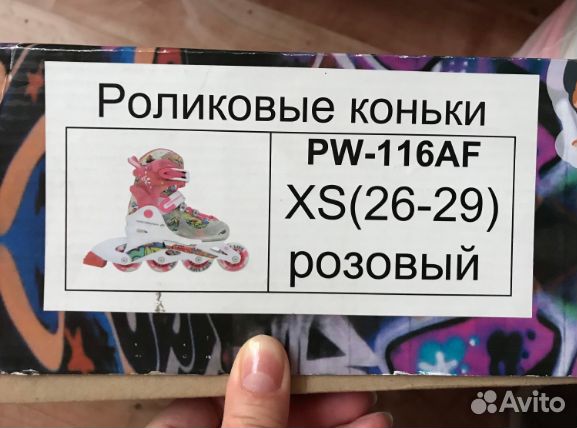 Роликовые коньки
PW-116AF
XS(26-29)
розовый
Avito